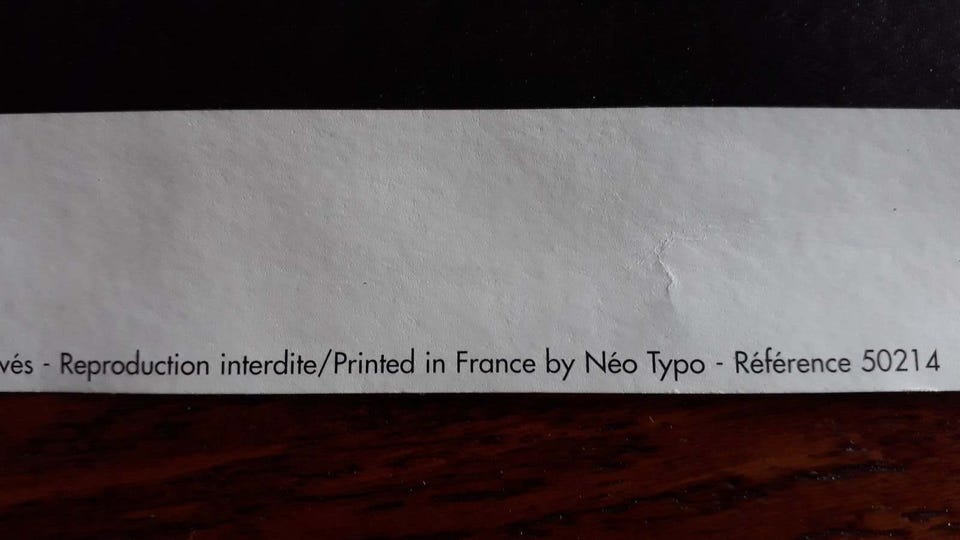 vés - Reproduction interdite/Printed in France by Néo Typo - Référence 50214